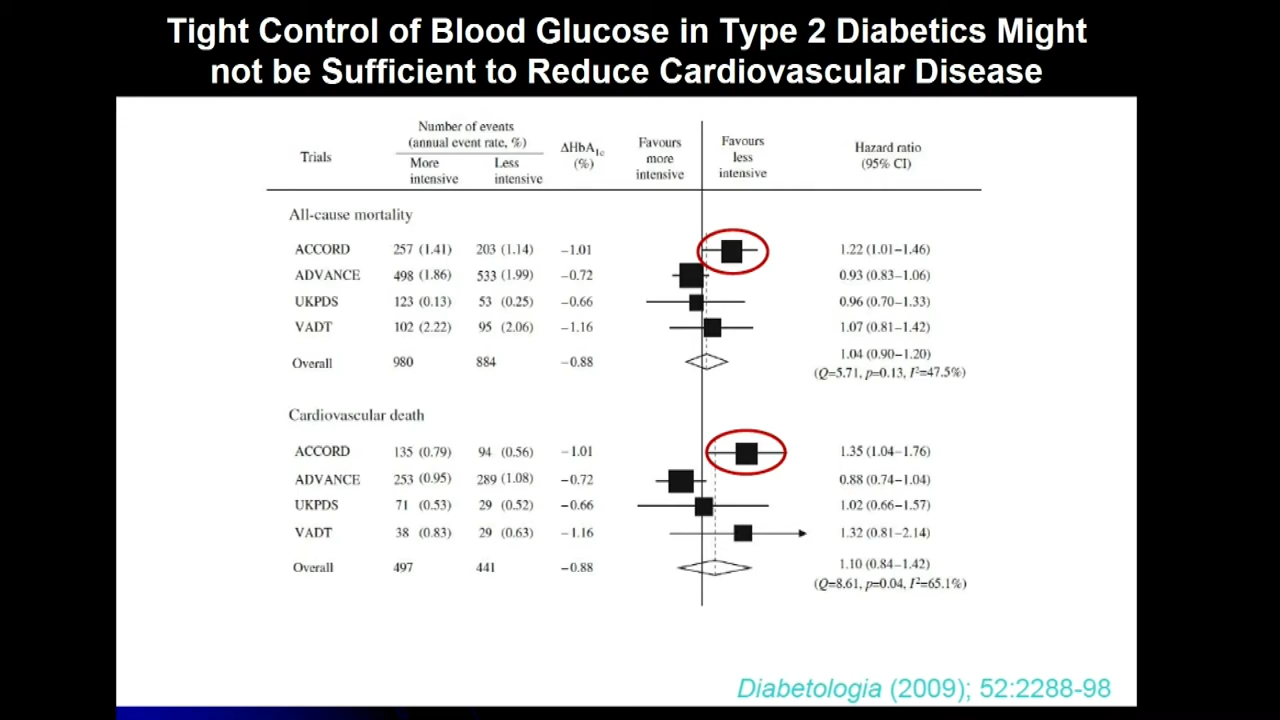 Tight Control of Blood Glucose in Type 2 Diabetics Might
not be Sufficient to Reduce Cardiovascular Disease
Number of events
(annual event rate, %)
Trials
More
intensive
Less
intensive
ΔHbA1c
(%)
Favours
more
intensive
Favours
less
intensive
Hazard ratio
(95% CI)
All-cause mortality
ACCORD 257 (1.41) 203 (1.14) −1.01 1.22 (1.01–1.46)
ADVANCE 498 (1.86) 533 (1.99) −0.72 0.93 (0.83–1.06)
UKPDS 123 (0.13) 53 (0.25) −0.66 0.96 (0.70–1.33)
VADT 102 (2.22) 95 (2.06) −1.16 1.07 (0.81–1.42)
Overall 980 884 −0.88 1.04 (0.90–1.20)
(Q=5.71, p=0.13, I²=47.5%)
Cardiovascular death
ACCORD 135 (0.79) 94 (0.56) −1.01 1.35 (1.04–1.76)
ADVANCE 253 (0.95) 289 (1.08) −0.72 0.88 (0.74–1.04)
UKPDS 71 (0.53) 29 (0.52) −0.66 1.02 (0.66–1.57)
VADT 38 (0.83) 29 (0.63) −1.16 1.32 (0.81–2.14)
Overall 497 441 −0.88 1.10 (0.84–1.42)
(Q=8.61, p=0.04, I²=65.1%)
Diabetologia (2009); 52:2288-98